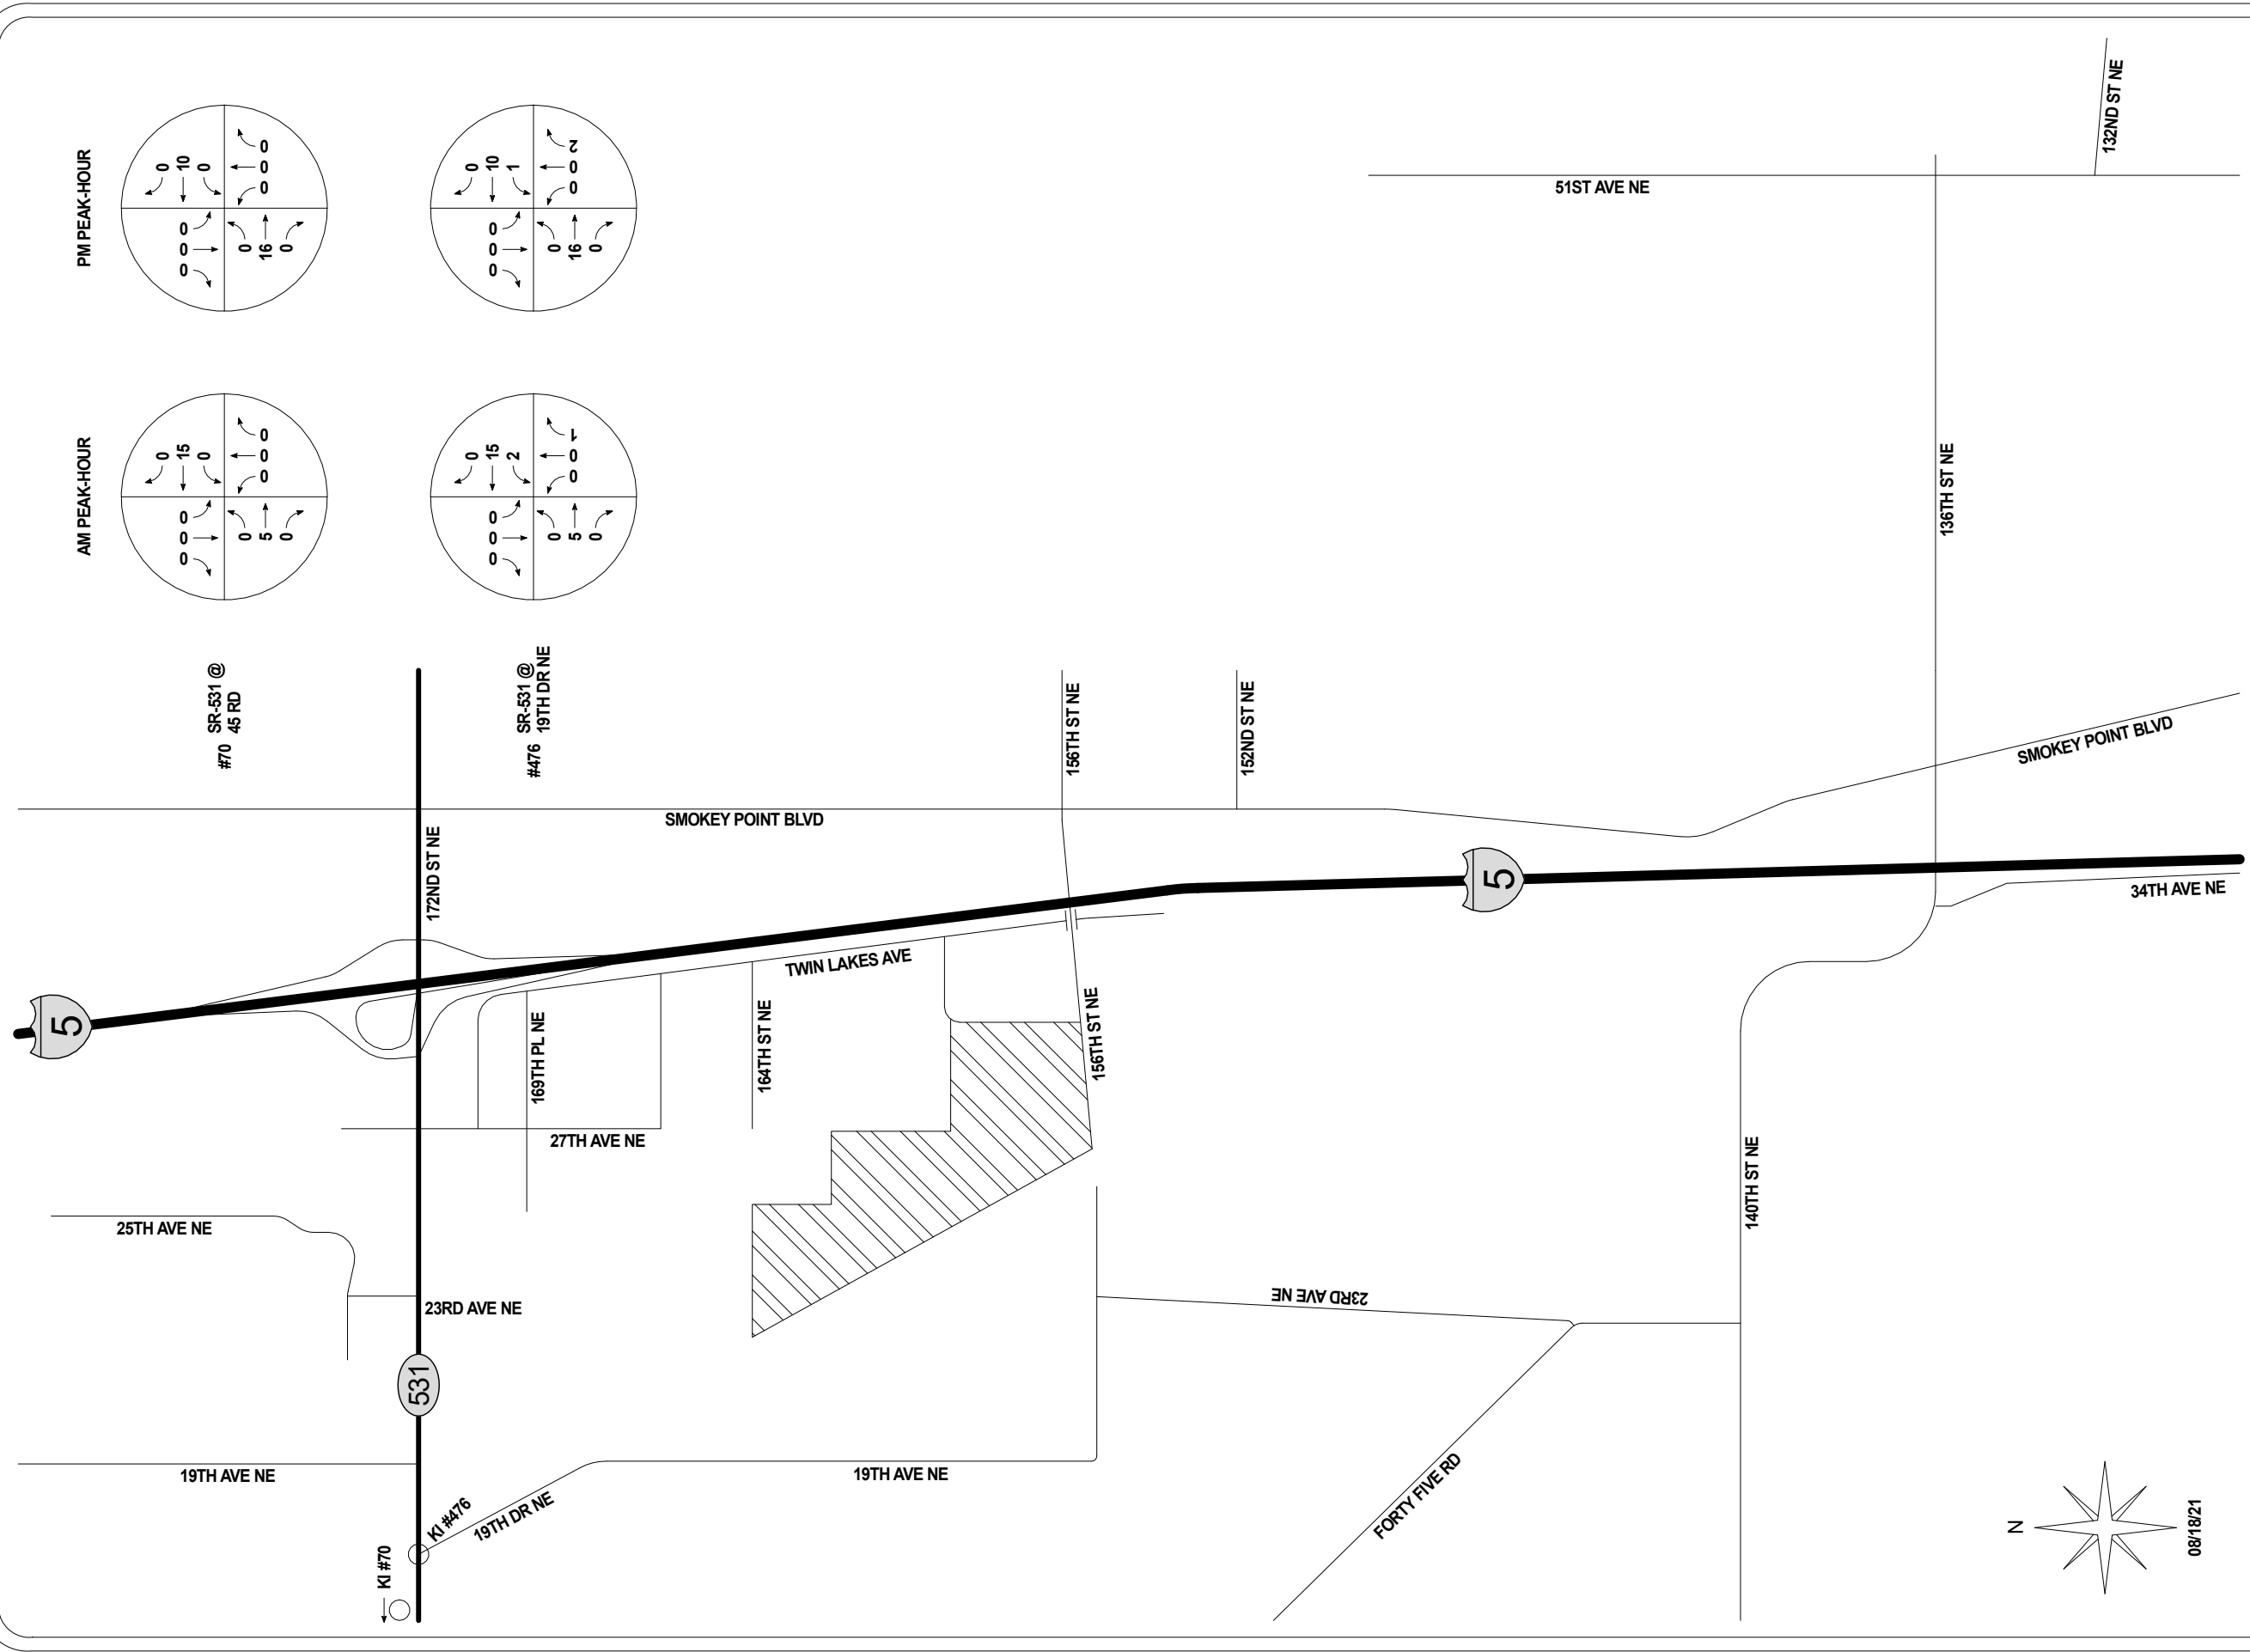 AM PEAK-HOUR
PM PEAK-HOUR
#70
SR-531 @
45 RD
0 0 0
0
15
0
0
5
0
0 0 0
0 0 0
0
10
0
0
16
0
0 0 0
#476
SR-531 @
19TH DR NE
0 0 0
0
15
2
0
5
0
0 0 1
0 0 0
0
10
1
0
16
0
0 0 2
5
KI #70
531
172ND ST NE
KI #476
19TH AVE NE
25TH AVE NE
23RD AVE NE
19TH DR NE
169TH PL NE
27TH AVE NE
SMOKEY POINT BLVD
164TH ST NE
TWIN LAKES AVE
19TH AVE NE
156TH ST NE
156TH ST NE
152ND ST NE
23RD AVE NE
5
FORTY FIVE RD
51ST AVE NE
140TH ST NE
136TH ST NE
SMOKEY POINT BLVD
34TH AVE NE
132ND ST NE
N
08/18/21